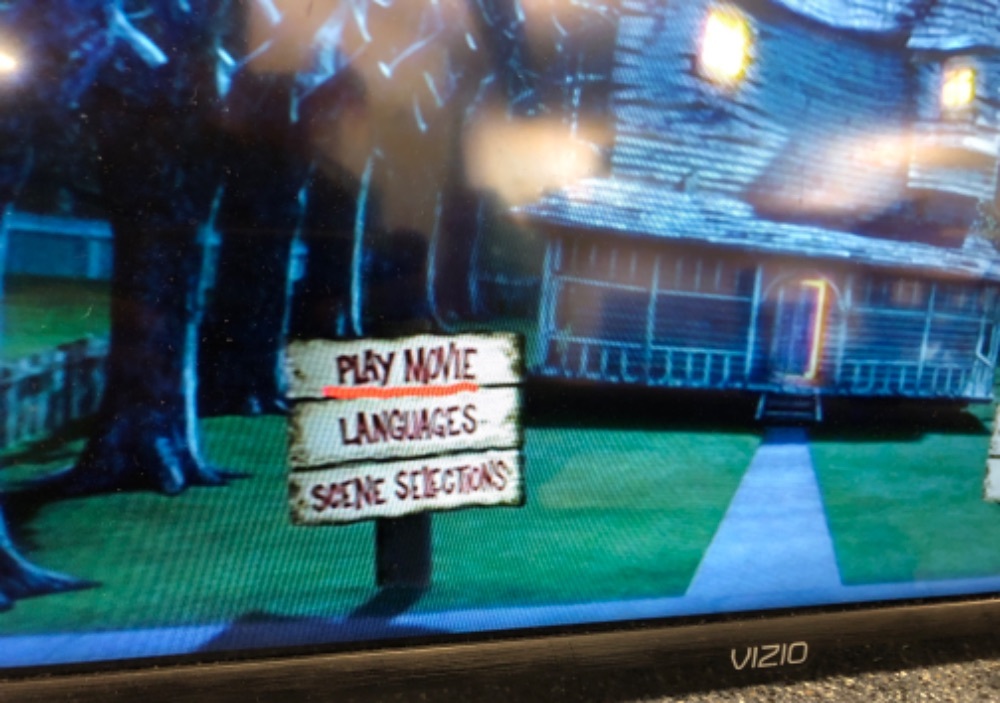 PLAY MOVIE
LANGUAGES
SCENE SELECTIONS
VIZIO